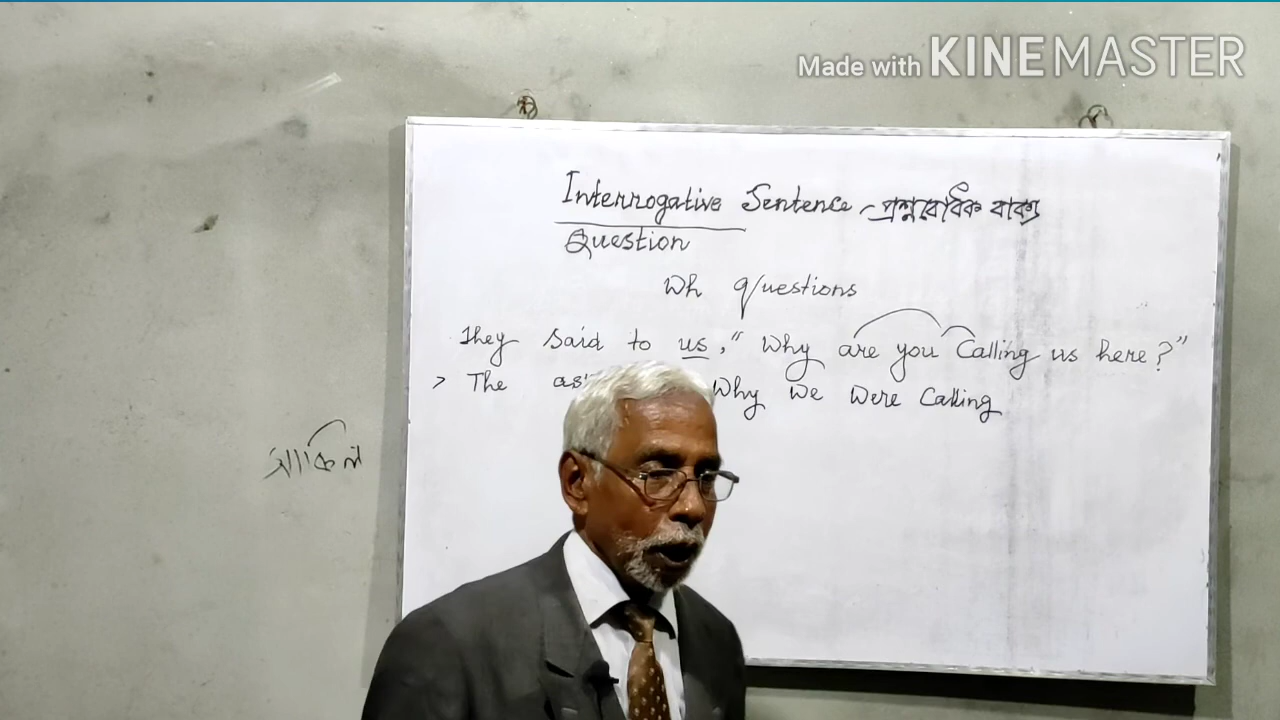 Made with KINEMASTER
Interrogative Sentence - প্রশ্নবোধক বাক্য
Question
Wh questions
They Said to us, " Why are you Calling us here ? "
> The Why We Were Calling